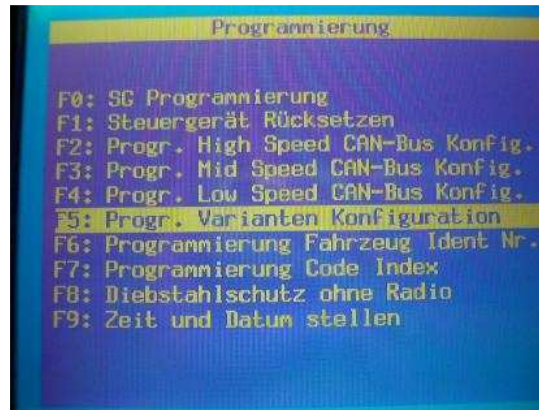 Programmierung
F0: SG Programmierung
F1: Steuergerät Rücksetzen
F2: Progr. High Speed CAN-Bus Konfig.
F3: Progr. Mid Speed CAN-Bus Konfig.
F4: Progr. Low Speed CAN-Bus Konfig.
F5: Progr. Varianten Konfiguration
F6: Programmierung Fahrzeug Ident Nr.
F7: Programmierung Code Index
F8: Diebstahlschutz ohne Radio
F9: Zeit und Datum stellen